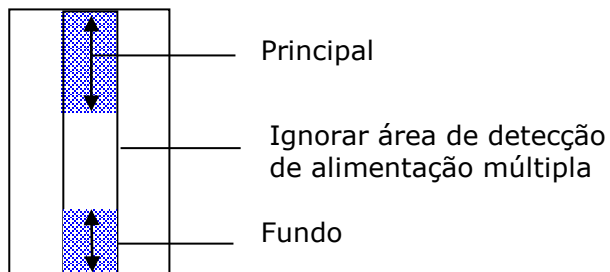 Principal
Ignorar área de detecção
de alimentação múltipla
Fundo